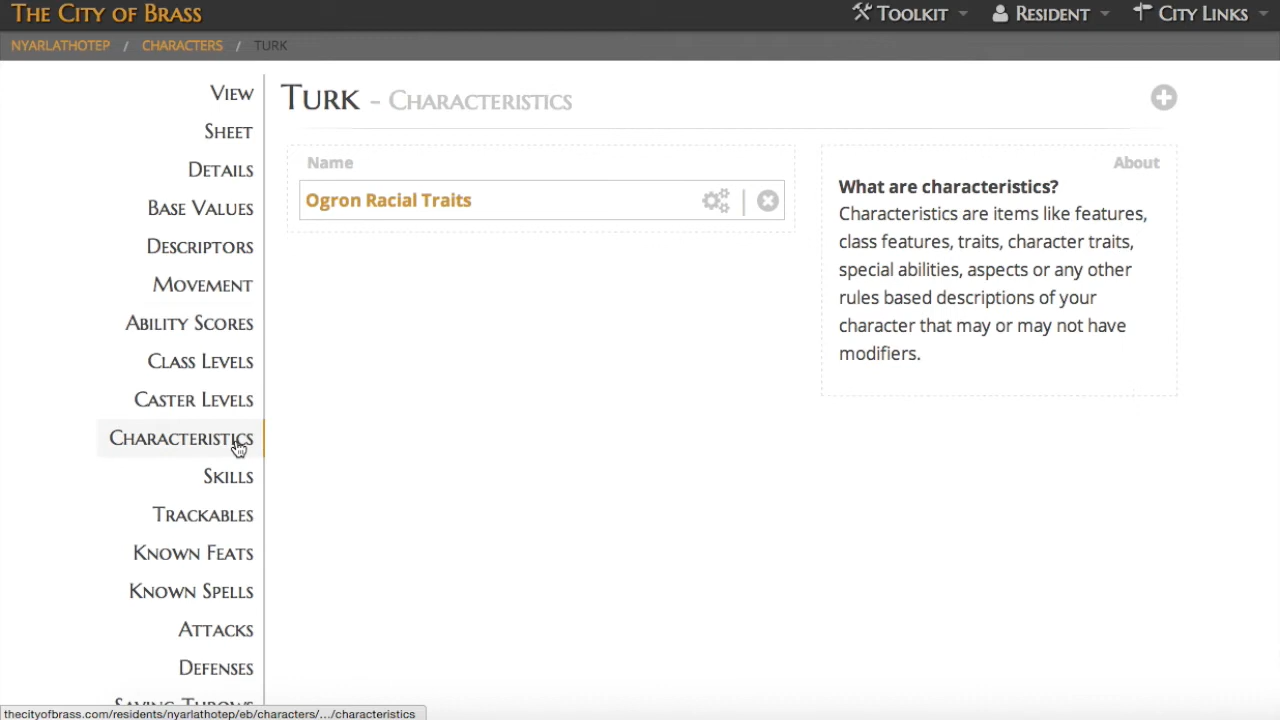 The City of Brass
Toolkit
Resident
City Links
NYARLATHOTEP / CHARACTERS / TURK
View
Sheet
Details
Base Values
Descriptors
Movement
Ability Scores
Class Levels
Caster Levels
Characteristics
Skills
Trackables
Known Feats
Known Spells
Attacks
Defenses
Saving Throws
Turk - Characteristics
Name
Ogron Racial Traits
About
What are characteristics?
Characteristics are items like features,
class features, traits, character traits,
special abilities, aspects or any other
rules based descriptions of your
character that may or may not have
modifiers.
thecityofbrass.com/residents/nyarlathotep/eb/characters/.../characteristics